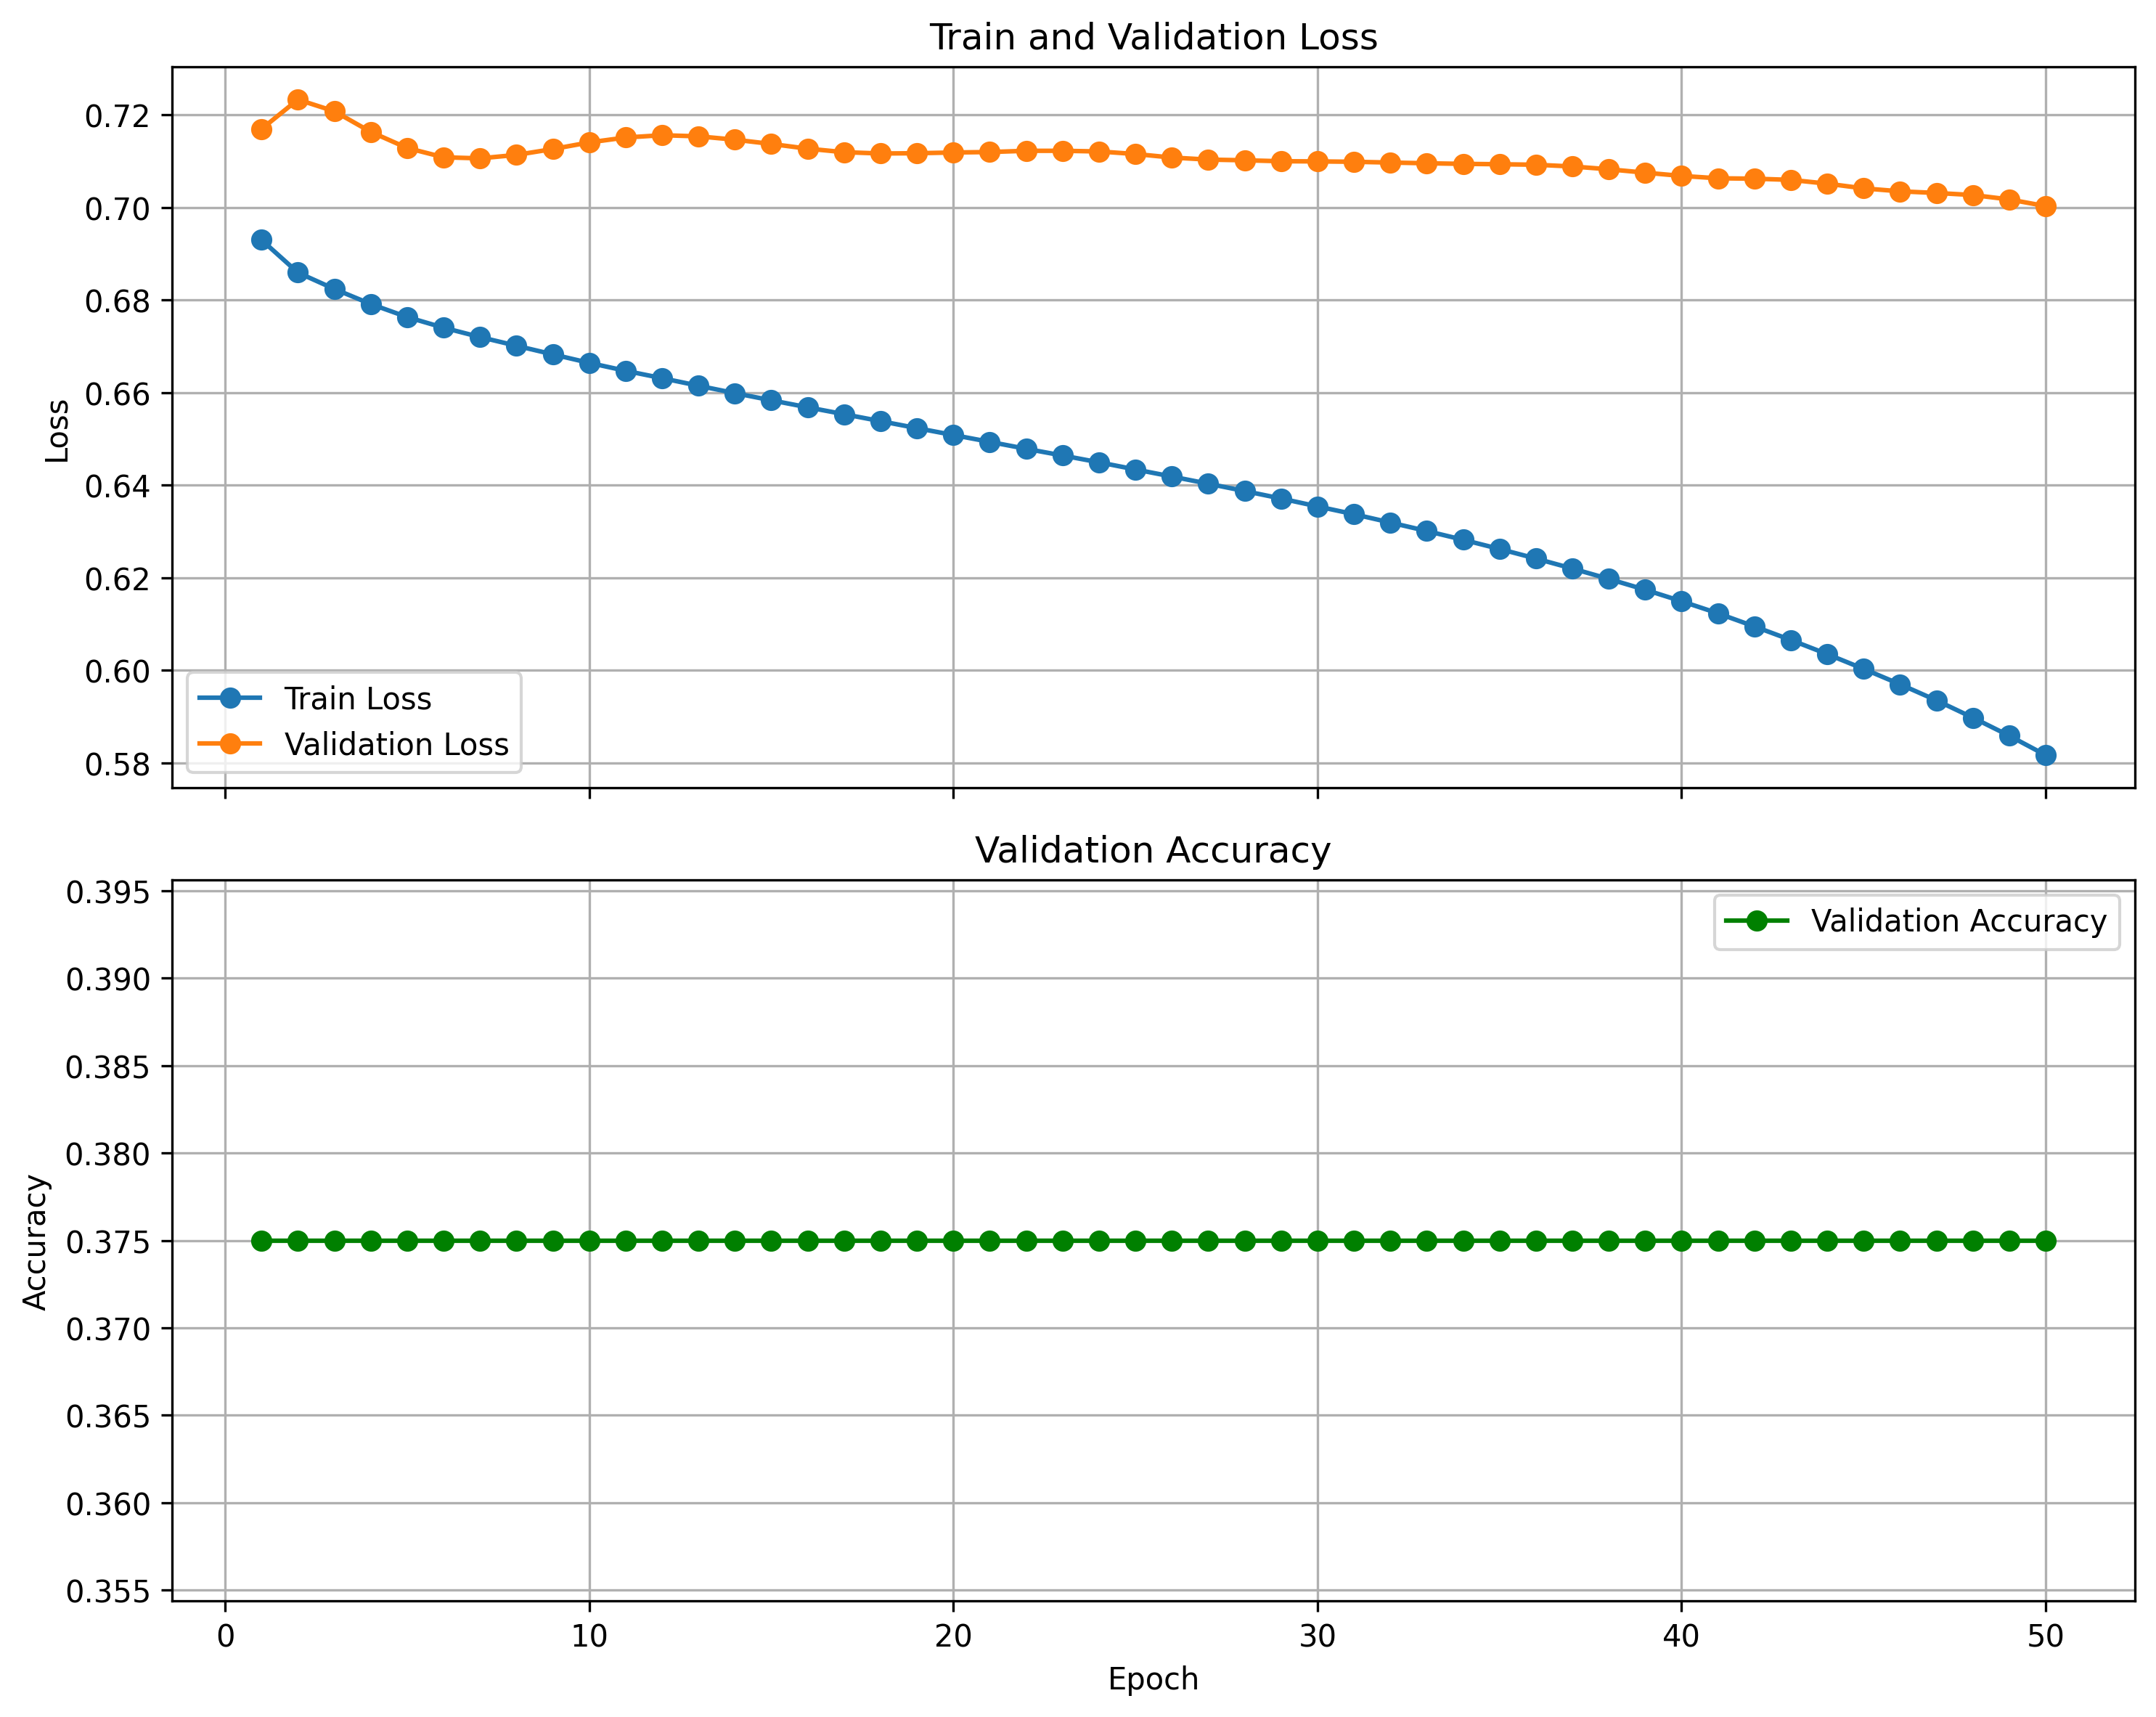 Train and Validation Loss
0.72
0.70
0.68
0.66
0.64
0.62
0.60
0.58
Loss
Train Loss
Validation Loss
Validation Accuracy
0.395
0.390
0.385
0.380
0.375
0.370
0.365
0.360
0.355
Accuracy
Validation Accuracy
0 10 20 30 40 50
Epoch